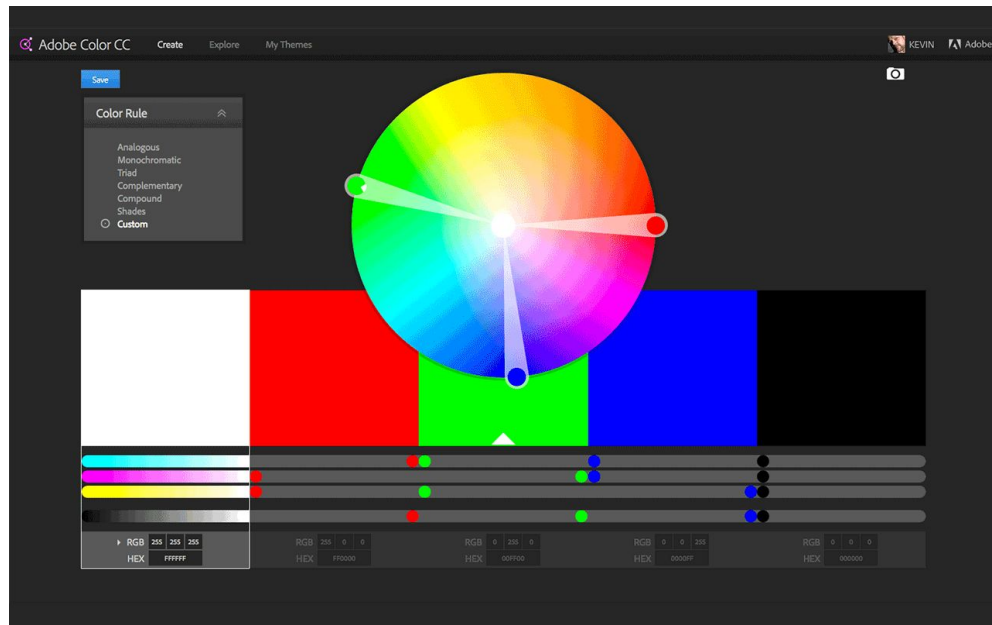 Adobe Color CC Create Explore My Themes KEVIN Adobe
Save
Color Rule
Analogous
Monochromatic
Triad
Complementary
Compound
Shades
Custom
RGB 255 255 255 RGB 255 0 0 RGB 0 255 0 RGB 0 0 255 RGB 0 0 0
HEX FFFFFF HEX FF0000 HEX 00FF00 HEX 0000FF HEX 000000